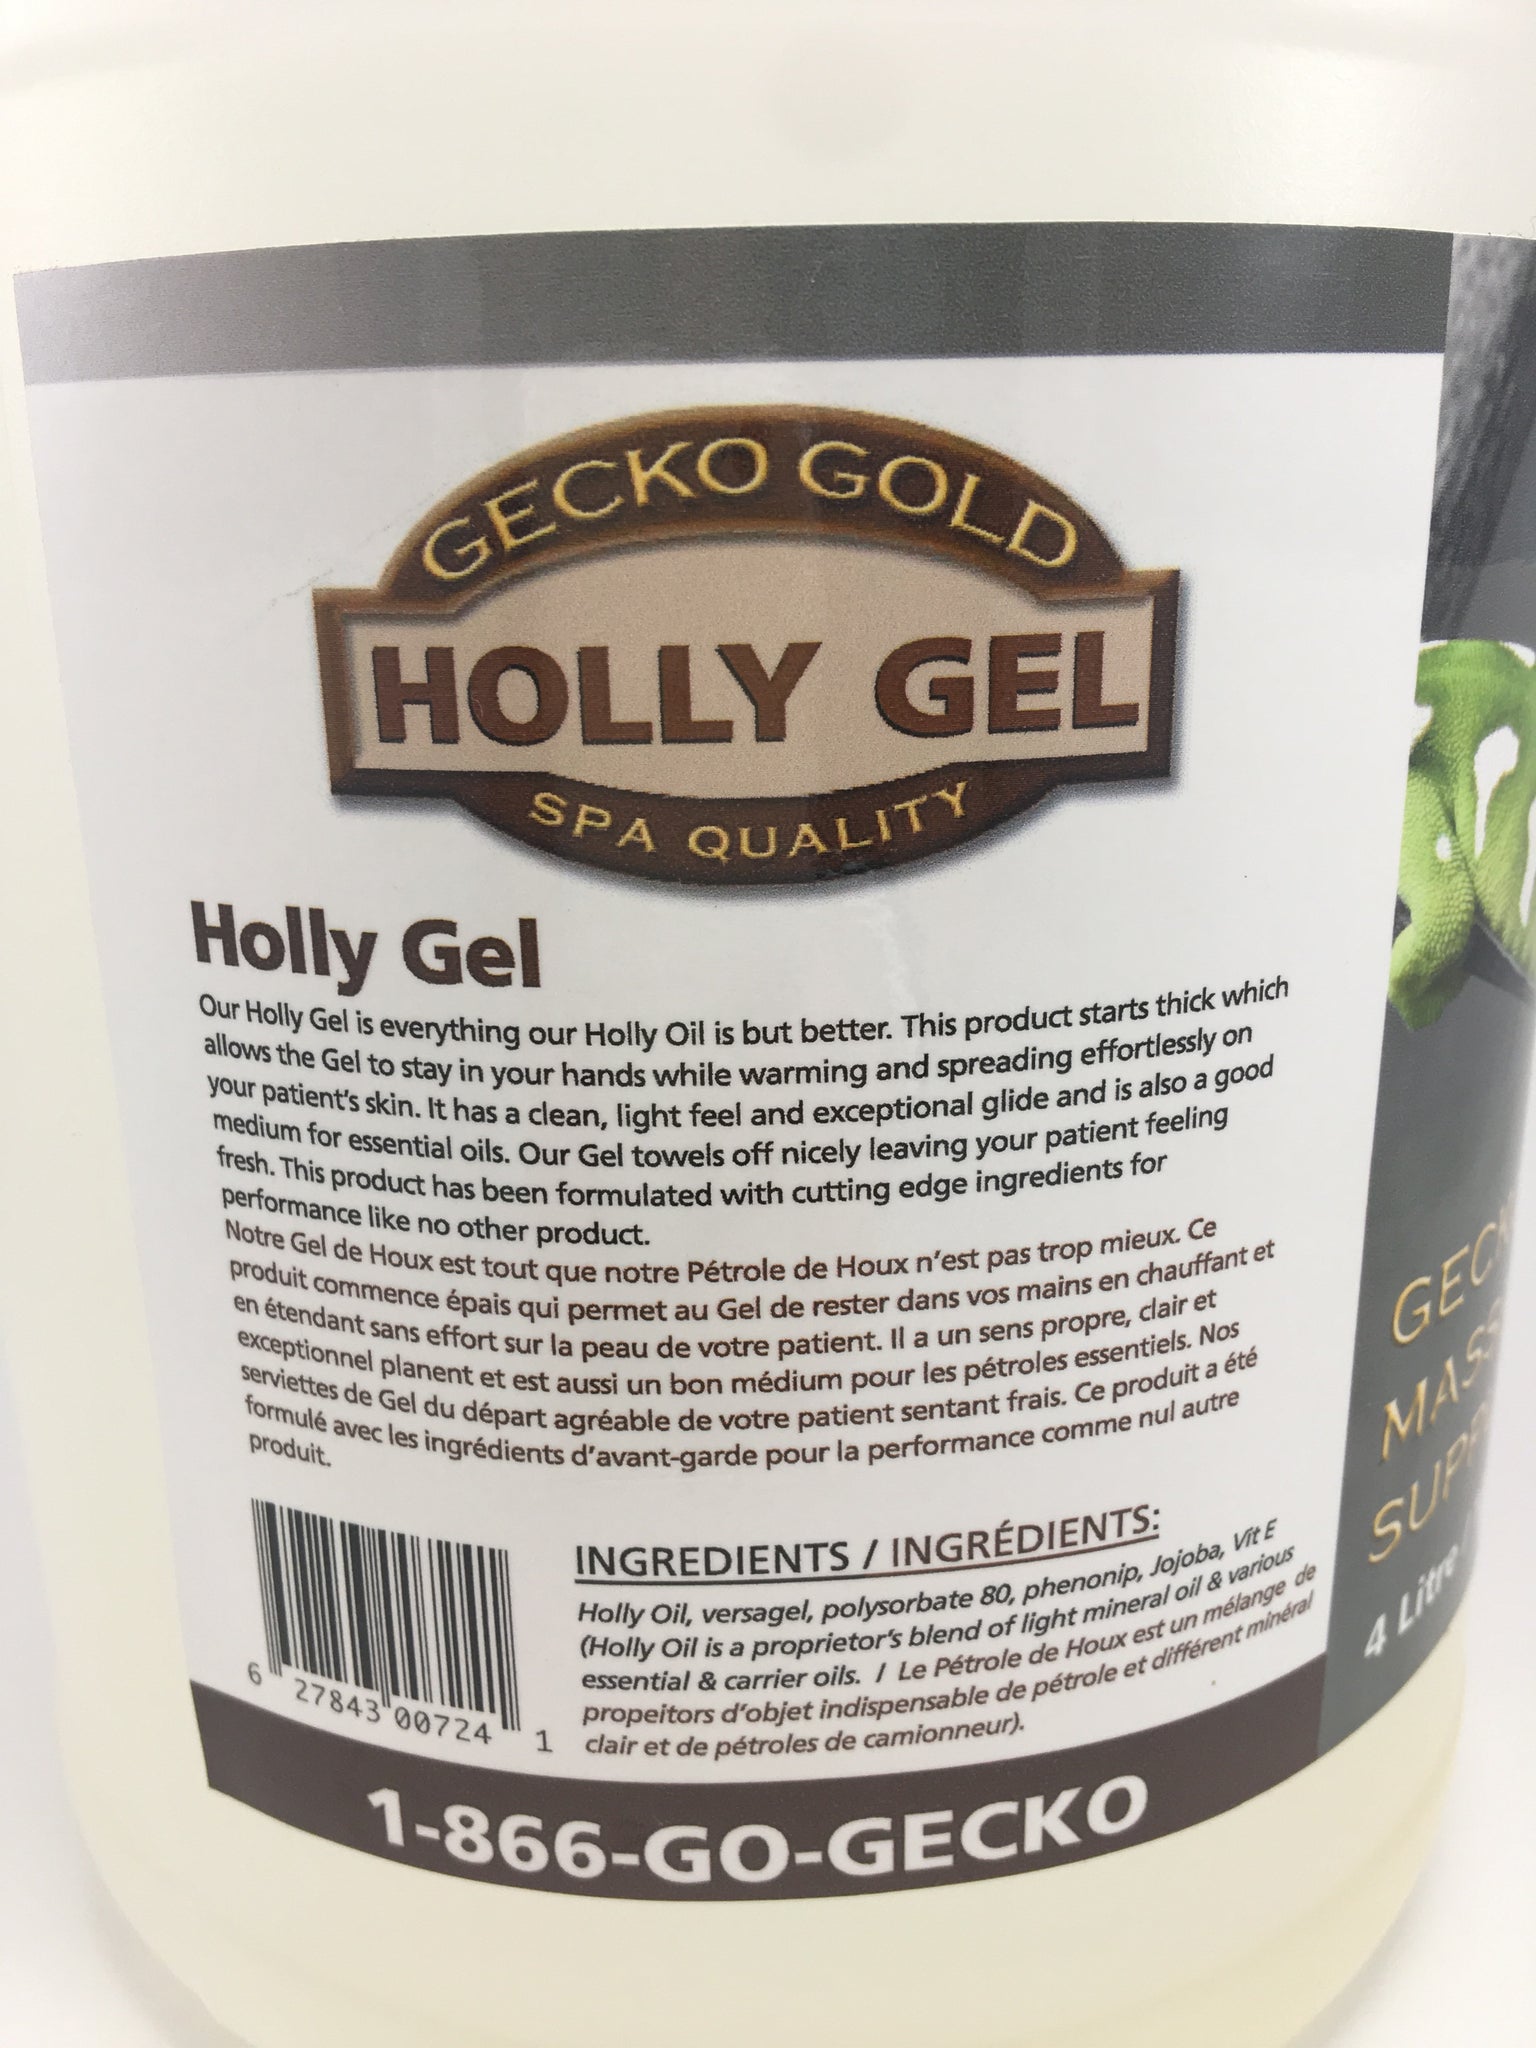 GECKO GOLD
HOLLY GEL
SPA QUALITY
Holly Gel
Our Holly Gel is everything our Holly Oil is but better. This product starts thick which
allows the Gel to stay in your hands while warming and spreading effortlessly on
your patient's skin. It has a clean, light feel and exceptional glide and is also a good
medium for essential oils. Our Gel towels off nicely leaving your patient feeling
fresh. This product has been formulated with cutting edge ingredients for
performance like no other product.
Notre Gel de Houx est tout que notre Pétrole de Houx n'est pas trop mieux. Ce
produit commence épais qui permet au Gel de rester dans vos mains en chauffant et
en étendant sans effort sur la peau de votre patient. Il a un sens propre, clair et
exceptionnel planent et est aussi un bon médium pour les pétroles essentiels. Nos
serviettes de Gel du départ agréable de votre patient sentant frais. Ce produit a été
formulé avec les ingrédients d'avant-garde pour la performance comme nul autre
produit.
INGREDIENTS / INGRÉDIENTS:
Holly Oil, versagel, polysorbate 80, phenonip, Jojoba, Vit E
(Holly Oil is a proprietor's blend of light mineral oil & various
essential & carrier oils. / Le Pétrole de Houx est un mélange de
propeitors d'objet indispensable de pétrole et différent minéral
clair et de pétroles de camionneur).
6 27843 00724 1
1-866-GO-GECKO
4 Litre